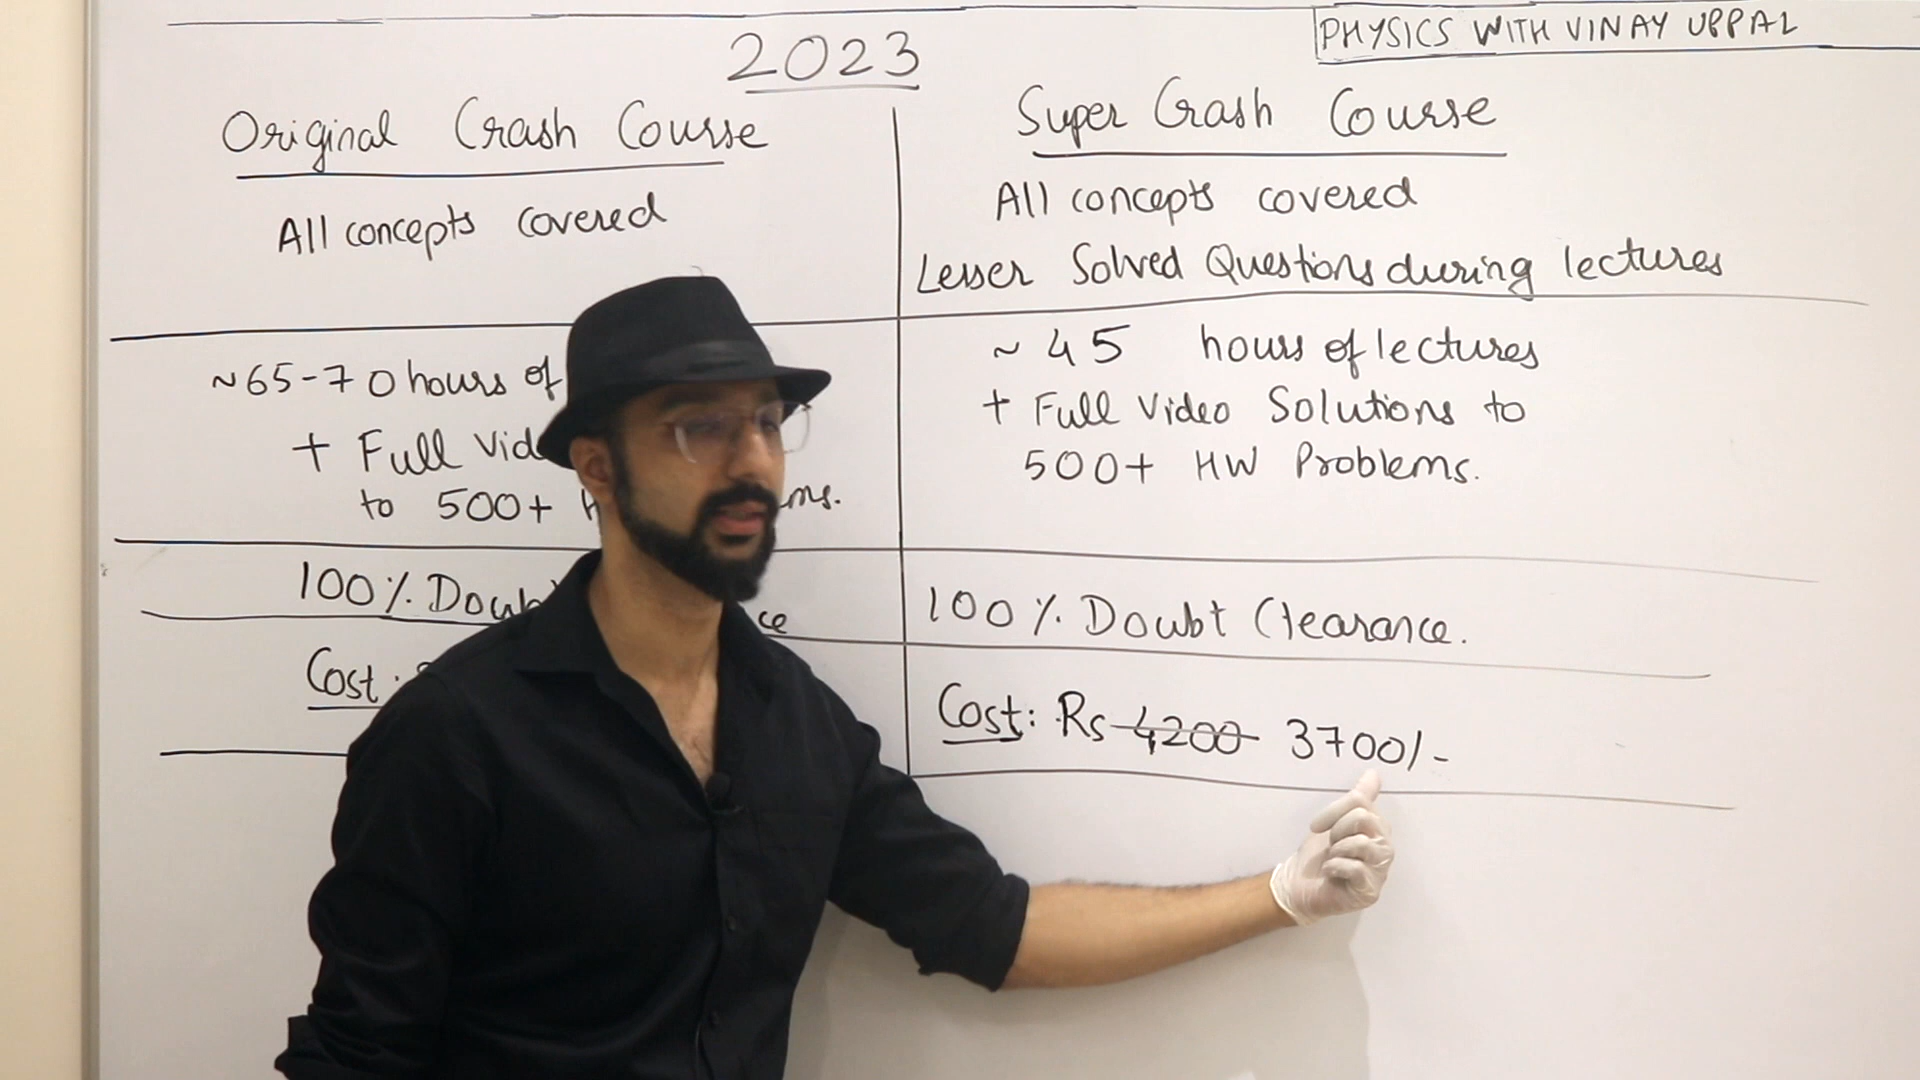 PHYSICS WITH VINAY UPPAL
2023
Original Crash Course
All concepts covered
~65-70 hours of
+ Full
to 500+
100%
Cost:
Super Crash Course
All concepts covered
Lesser Solved Questions during lectures
~ 45 hours of lectures
+ Full Video Solutions to
500+ HW Problems.
100% Doubt Clearance.
Cost: Rs 4200 3700/-